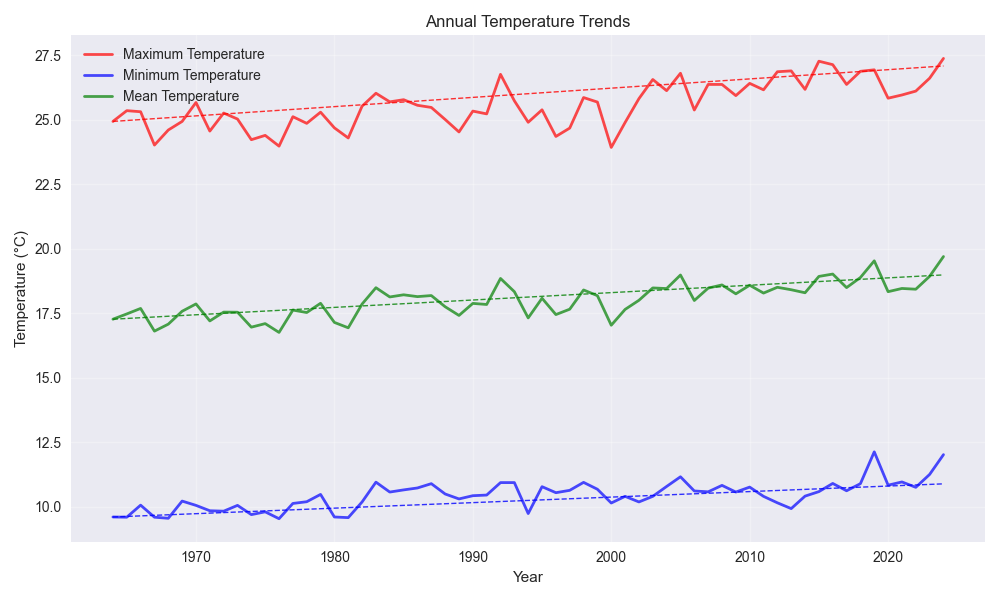 Annual Temperature Trends
Maximum Temperature
Minimum Temperature
Mean Temperature
Temperature (°C)
27.5
25.0
22.5
20.0
17.5
15.0
12.5
10.0
1970 1980 1990 2000 2010 2020
Year